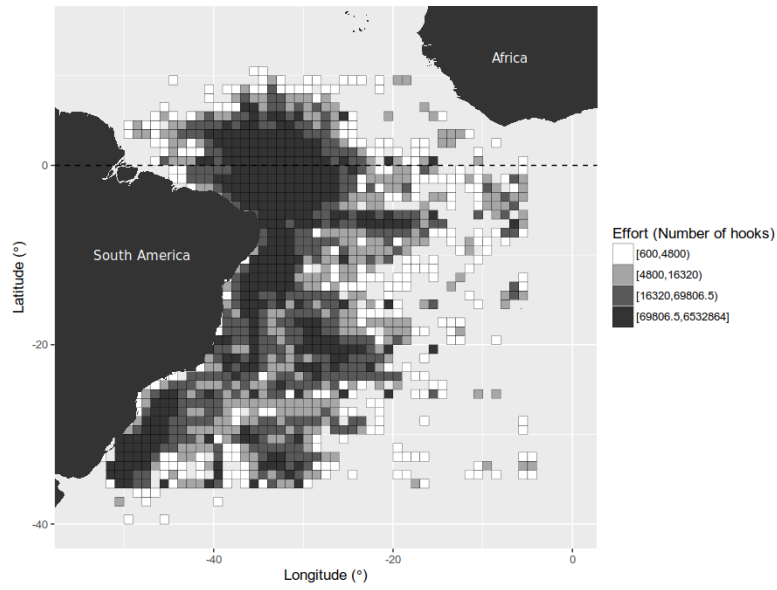 Africa
0
South America
Latitude (°)
-20
-40
-40
-20
0
Longitude (°)
Effort (Number of hooks)
[600,4800)
[4800,16320)
[16320,69806.5)
[69806.5,6532864]